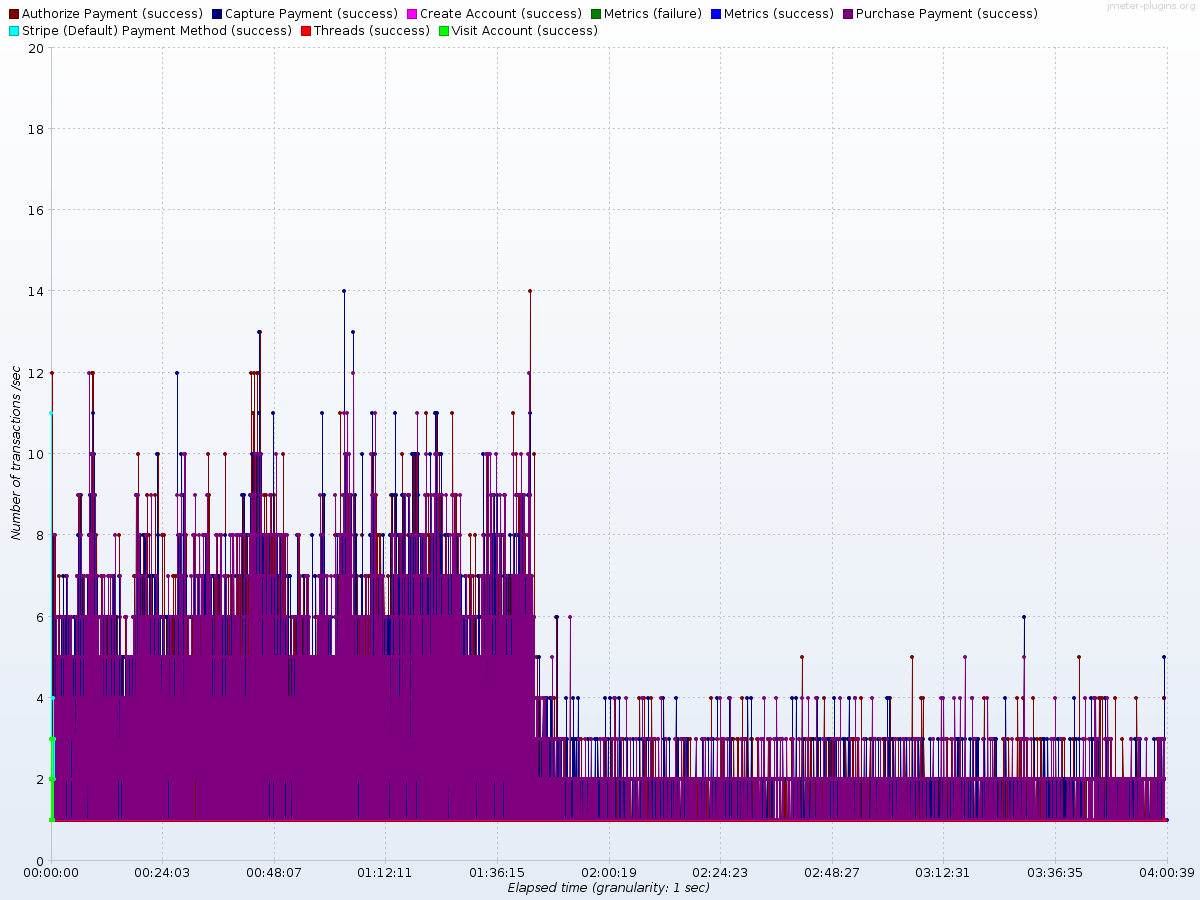 Authorize Payment (success) Capture Payment (success) Create Account (success) Metrics (failure) Metrics (success) Purchase Payment (success)
jmeter-plugins.org
Stripe (Default) Payment Method (success) Threads (success) Visit Account (success)
20
18
16
14
12
10
8
6
4
2
0
Number of transactions /sec
00:00:00 00:24:03 00:48:07 01:12:11 01:36:15 02:00:19 02:24:23 02:48:27 03:12:31 03:36:35 04:00:39
Elapsed time (granularity: 1 sec)